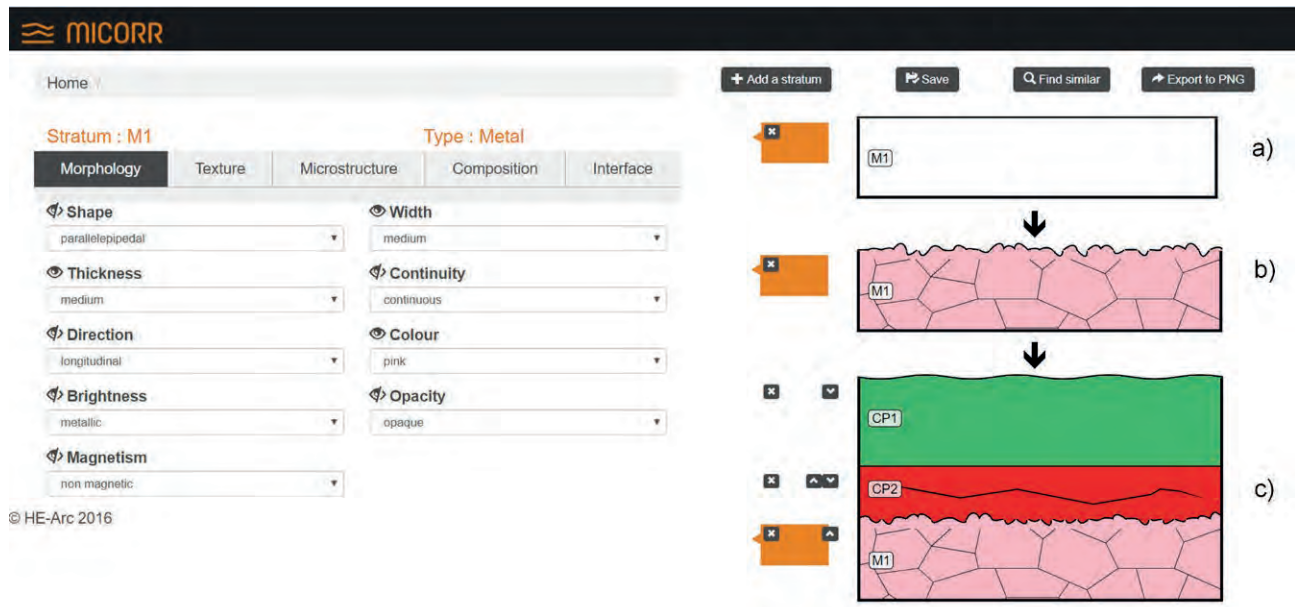 MICORR
Home /
Add a stratum Save Find similar Export to PNG
Stratum : M1 Type : Metal
Morphology Texture Microstructure Composition Interface
Shape Width
parallelepipedal medium
Thickness Continuity
medium continuous
Direction Colour
longitudinal pink
Brightness Opacity
metallic opaque
Magnetism
non magnetic
© HE-Arc 2016
M1 a)
M1 b)
CP1
CP2 c)
M1